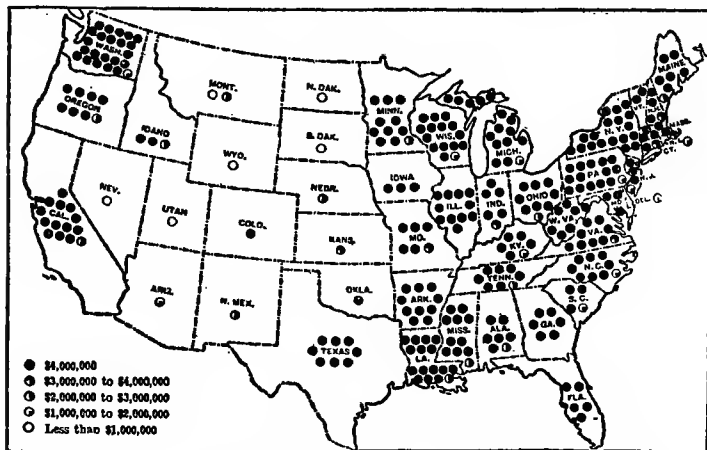 WASH.
OREGON
IDAHO
MONT.
N. DAK.
S. DAK.
WYO.
NEV.
UTAH
COLO.
CAL.
ARIZ.
N. MEX.
NEBR.
KANS.
OKLA.
TEXAS
MINN.
IOWA
MO.
ARK.
LA.
WIS.
ILL.
MICH.
IND.
OHIO
KY.
TENN.
MISS.
ALA.
GA.
FLA.
S. C.
N. C.
VA.
W. VA.
PA.
N. Y.
MAINE
VT.
MASS.
CT.
N. J.
DEL.
$4,000,000
$3,000,000 to $4,000,000
$2,000,000 to $3,000,000
$1,000,000 to $2,000,000
Less than $1,000,000